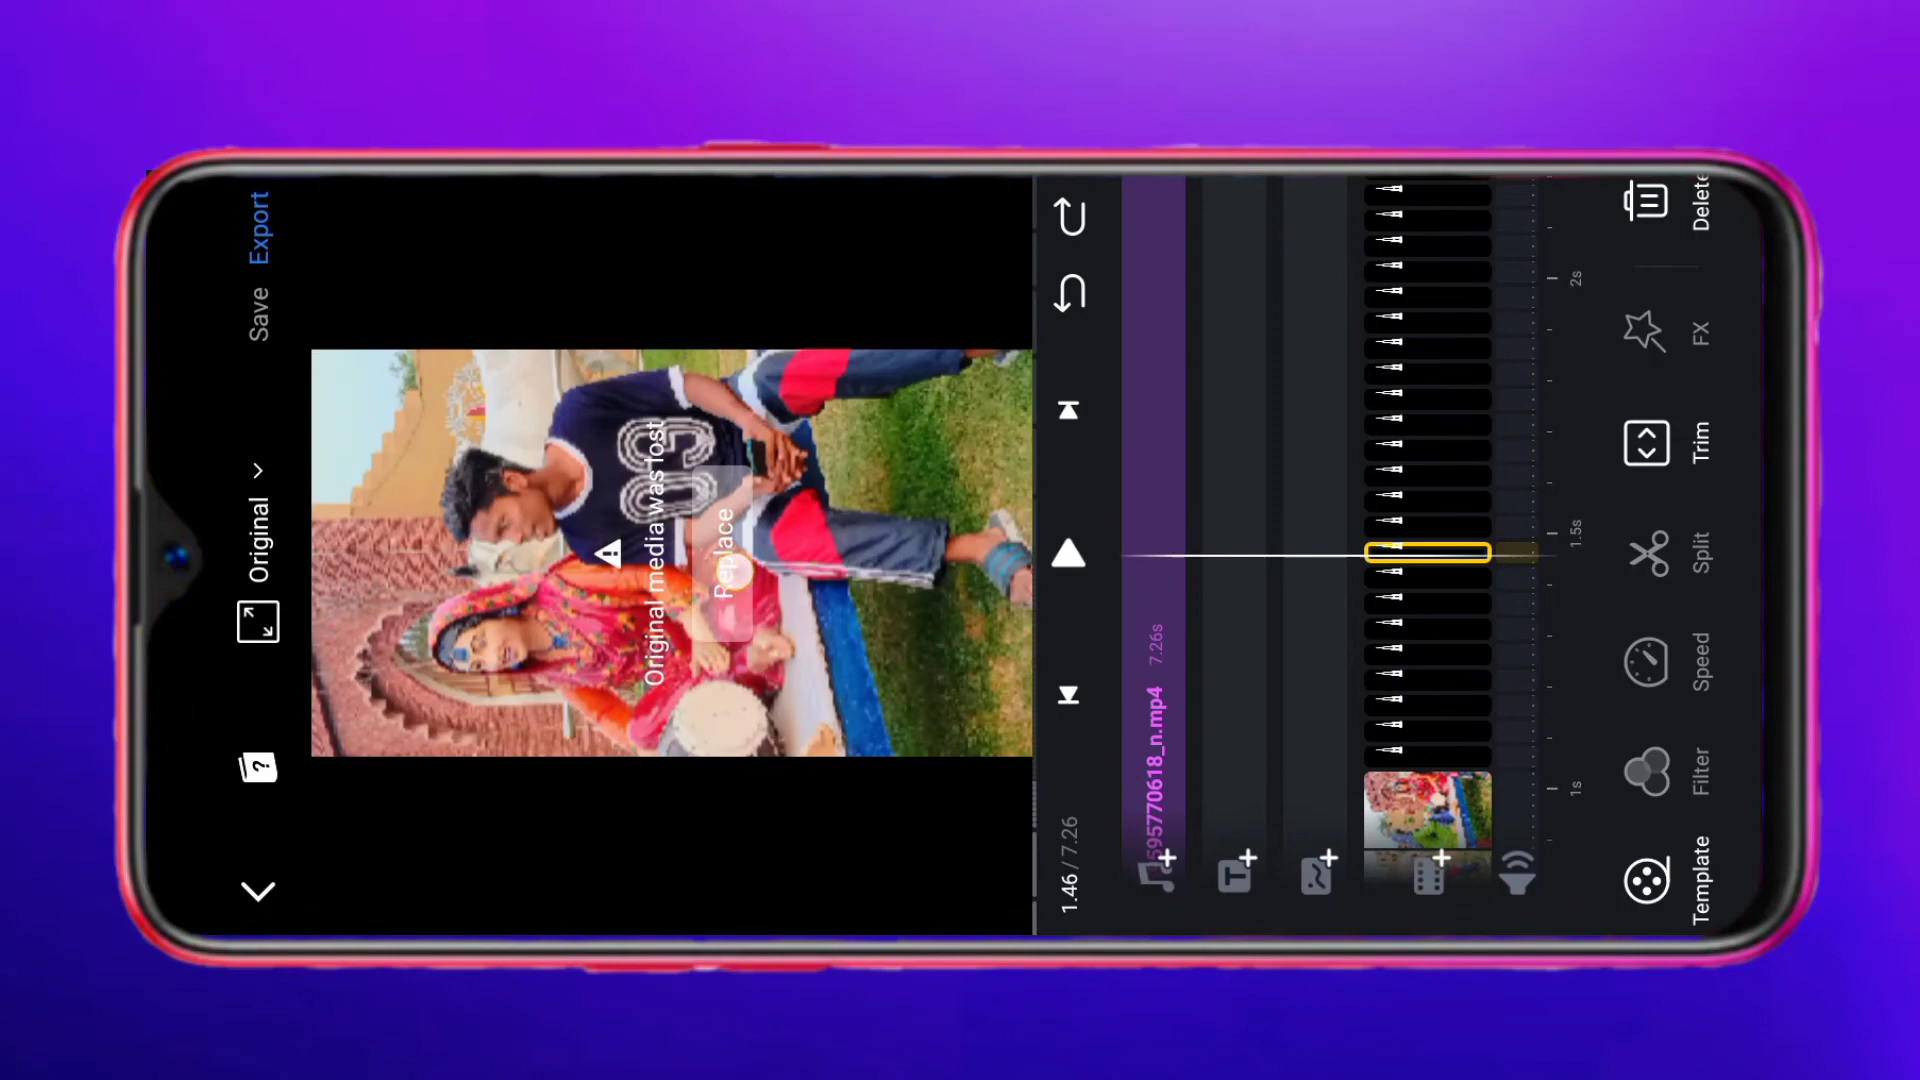 Save
Export
Original
Original media was lost
Replace
1.46 / 7.26
595770618_n.mp4 7.26s
1s
1.5s
2s
Template
Filter
Speed
Split
Trim
FX
Delete